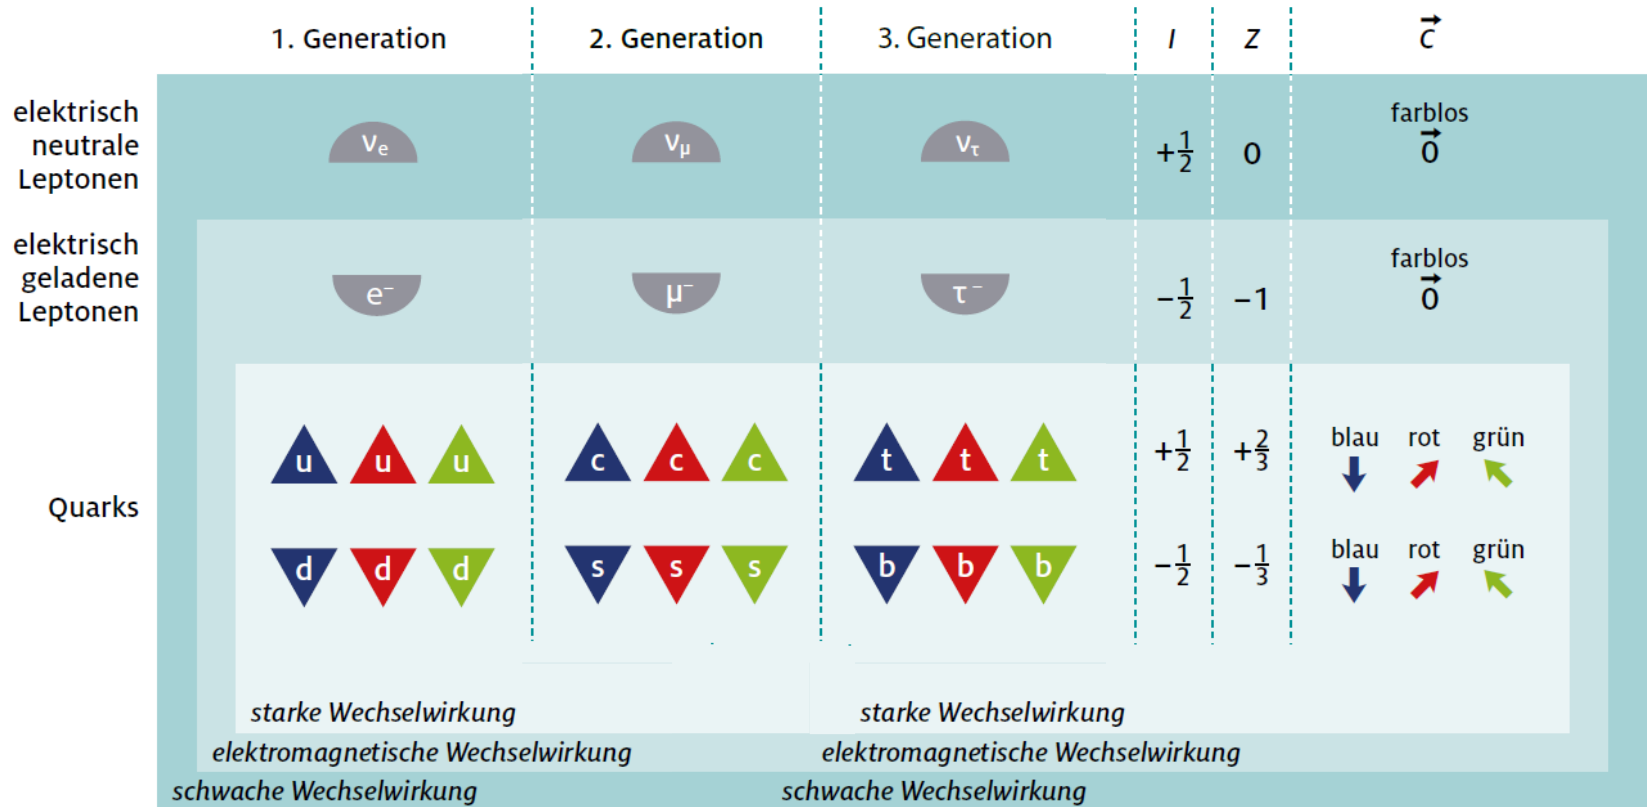 1. Generation 2. Generation 3. Generation I Z C⃗
elektrisch
neutrale
Leptonen
νe νμ ντ +1/2 0 farblos
0⃗
elektrisch
geladene
Leptonen
e⁻ μ⁻ τ⁻ −1/2 −1 farblos
0⃗
Quarks
u u u c c c t t t +1/2 +2/3 blau rot grün
d d d s s s b b b −1/2 −1/3 blau rot grün
starke Wechselwirkung starke Wechselwirkung
elektromagnetische Wechselwirkung elektromagnetische Wechselwirkung
schwache Wechselwirkung schwache Wechselwirkung